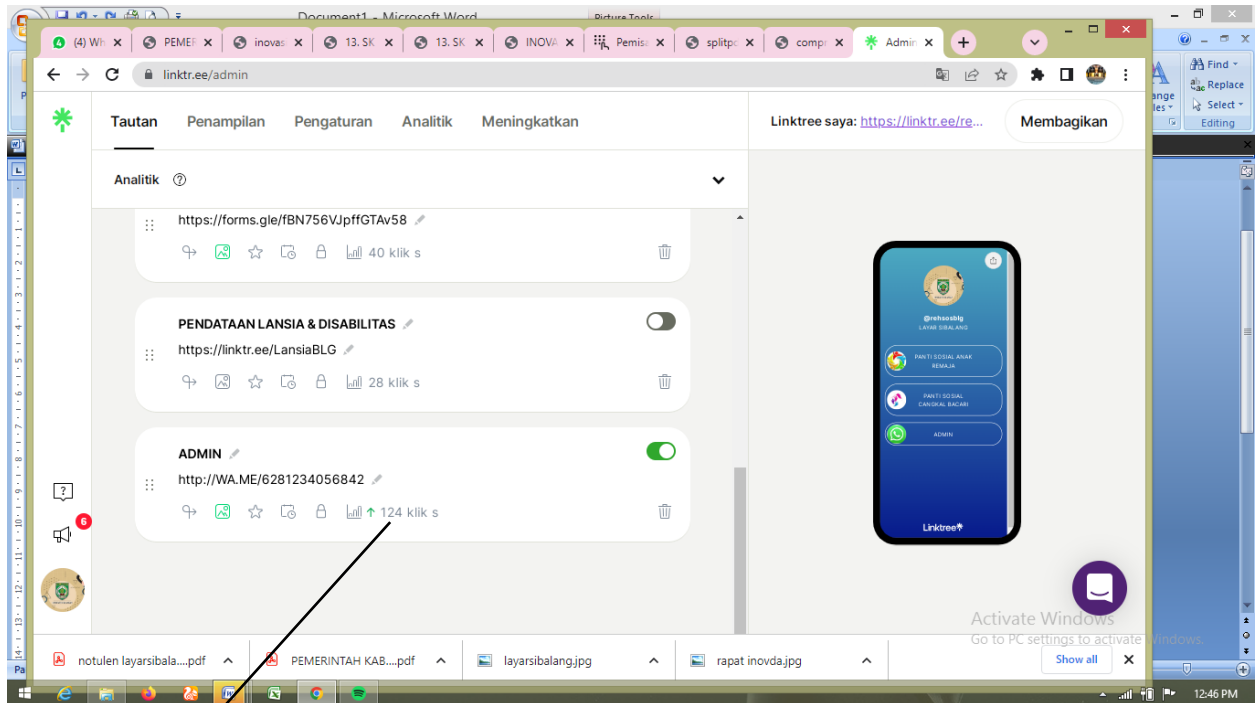 Document1 - Microsoft Word
Picture Tools
(4) Wh
PEMEF
inovas
13. SK
13. SK
INOVA
Pemisa
splitpc
compr
Admin
linktr.ee/admin
Find
Replace
Select
Editing
Tautan Penampilan Pengaturan Analitik Meningkatkan
Linktree saya: https://linktr.ee/re...
Membagikan
Analitik
https://forms.gle/fBN756VJpffGTAv58
40 klik s
PENDATAAN LANSIA & DISABILITAS
https://linktr.ee/LansiaBLG
28 klik s
ADMIN
http://WA.ME/6281234056842
124 klik s
6
@rehsosblg
LAYAR SIBALANG
PANTI SOSIAL ANAK
REMAJA
PANTI SOSIAL
CANGKAL BACARI
ADMIN
Linktree
Activate Windows
Go to PC settings to activate Windows.
notulen layarsibala....pdf
PEMERINTAH KAB....pdf
layarsibalang.jpg
rapat inovda.jpg
Show all
Pa
12:46 PM